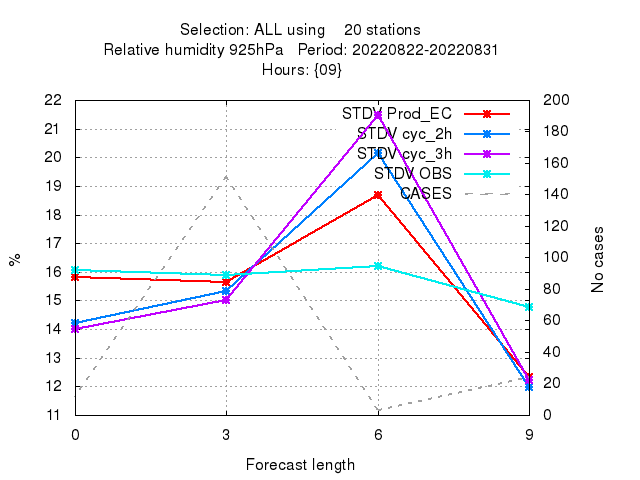 Selection: ALL using    20 stations
Relative humidity 925hPa   Period: 20220822-20220831
Hours: {09}
22
21
20
19
18
17
16
15
14
13
12
11
%
STDV Prod_EC
STDV cyc_2h
STDV cyc_3h
STDV OBS
CASES
200
180
160
140
120
100
80
60
40
20
0
No cases
0 3 6 9
Forecast length